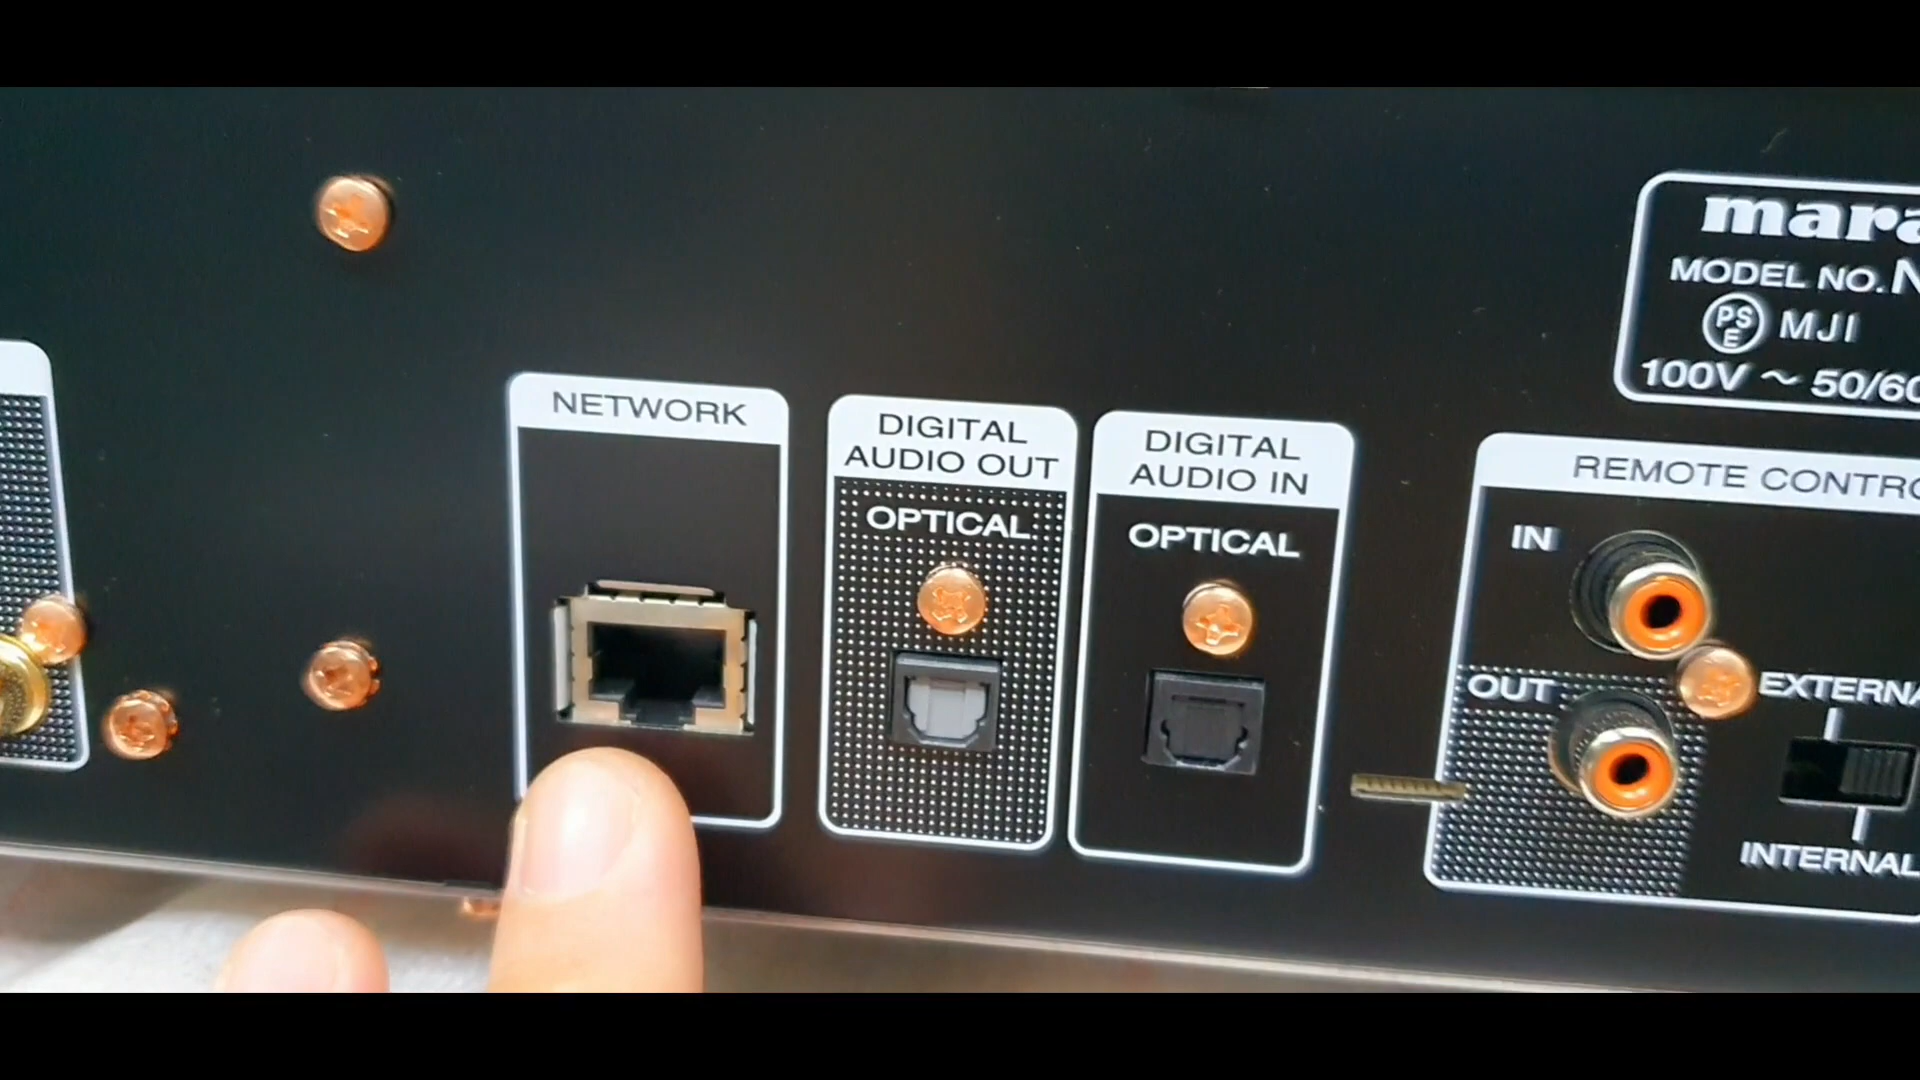 mara
MODEL NO. N
PSE MJI
100V ~ 50/60
NETWORK
DIGITAL
AUDIO OUT
OPTICAL
DIGITAL
AUDIO IN
OPTICAL
REMOTE CONTRO
IN
OUT
EXTERNA
INTERNAL